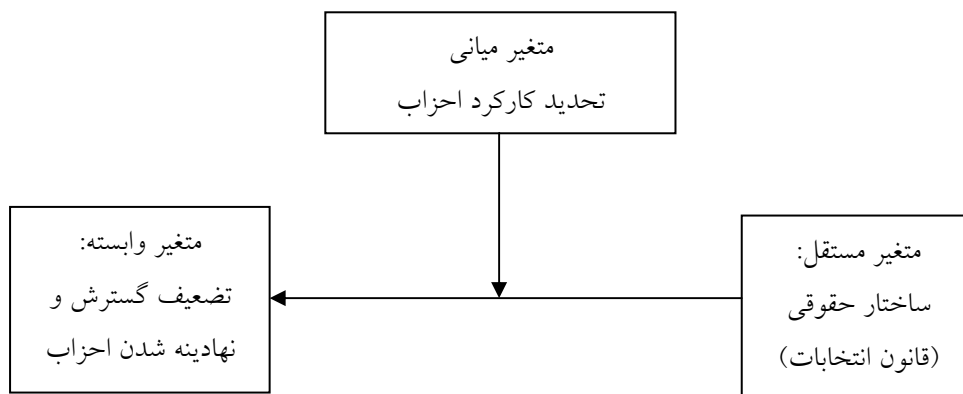 متغیر میانی
تحدید کارکرد احزاب
متغیر مستقل:
ساختار حقوقی
(قانون انتخابات)
متغیر وابسته:
تضعیف گسترش و
نهادینه شدن احزاب